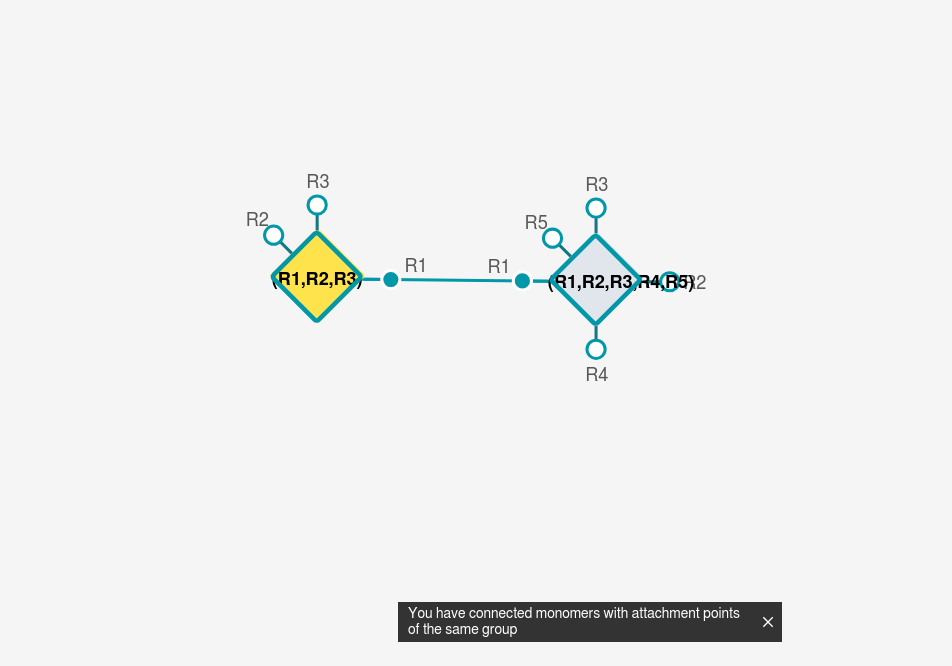 R3
R3
R2
R5
R1
R1
(R1,R2,R3)
(R1,R2,R3,R4,R5)
R2
R4
You have connected monomers with attachment points
of the same group